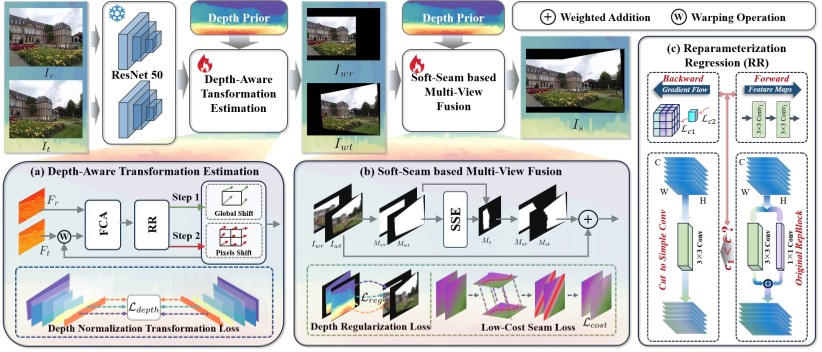 I_r
I_t
ResNet 50
Depth Prior
Depth-Aware
Transformation
Estimation
I_wr
I_wt
Depth Prior
Soft-Seam based
Multi-View
Fusion
I_s
+ Weighted Addition
W Warping Operation
(a) Depth-Aware Transformation Estimation
F_r
F_t
W
FCA
RR
Step 1
Global Shift
Step 2
Pixels Shift
L_depth
Depth Normalization Transformation Loss
(b) Soft-Seam based Multi-View Fusion
I_wr
I_wt
M_wr
M_wt
SSE
M_s
M_sr
M_st
+
L_reg
Depth Regularization Loss
Low-Cost Seam Loss
L_cost
(c) Reparameterization
Regression (RR)
Backward
Gradient Flow
L_c1
L_c2
Forward
Feature Maps
3×3 Conv_1
3×3 Conv_2
C
W
H
3×3 Conv
Cut to Simple Conv
C
W
H
3×3 Conv
1×1 Conv
Original RepBlock